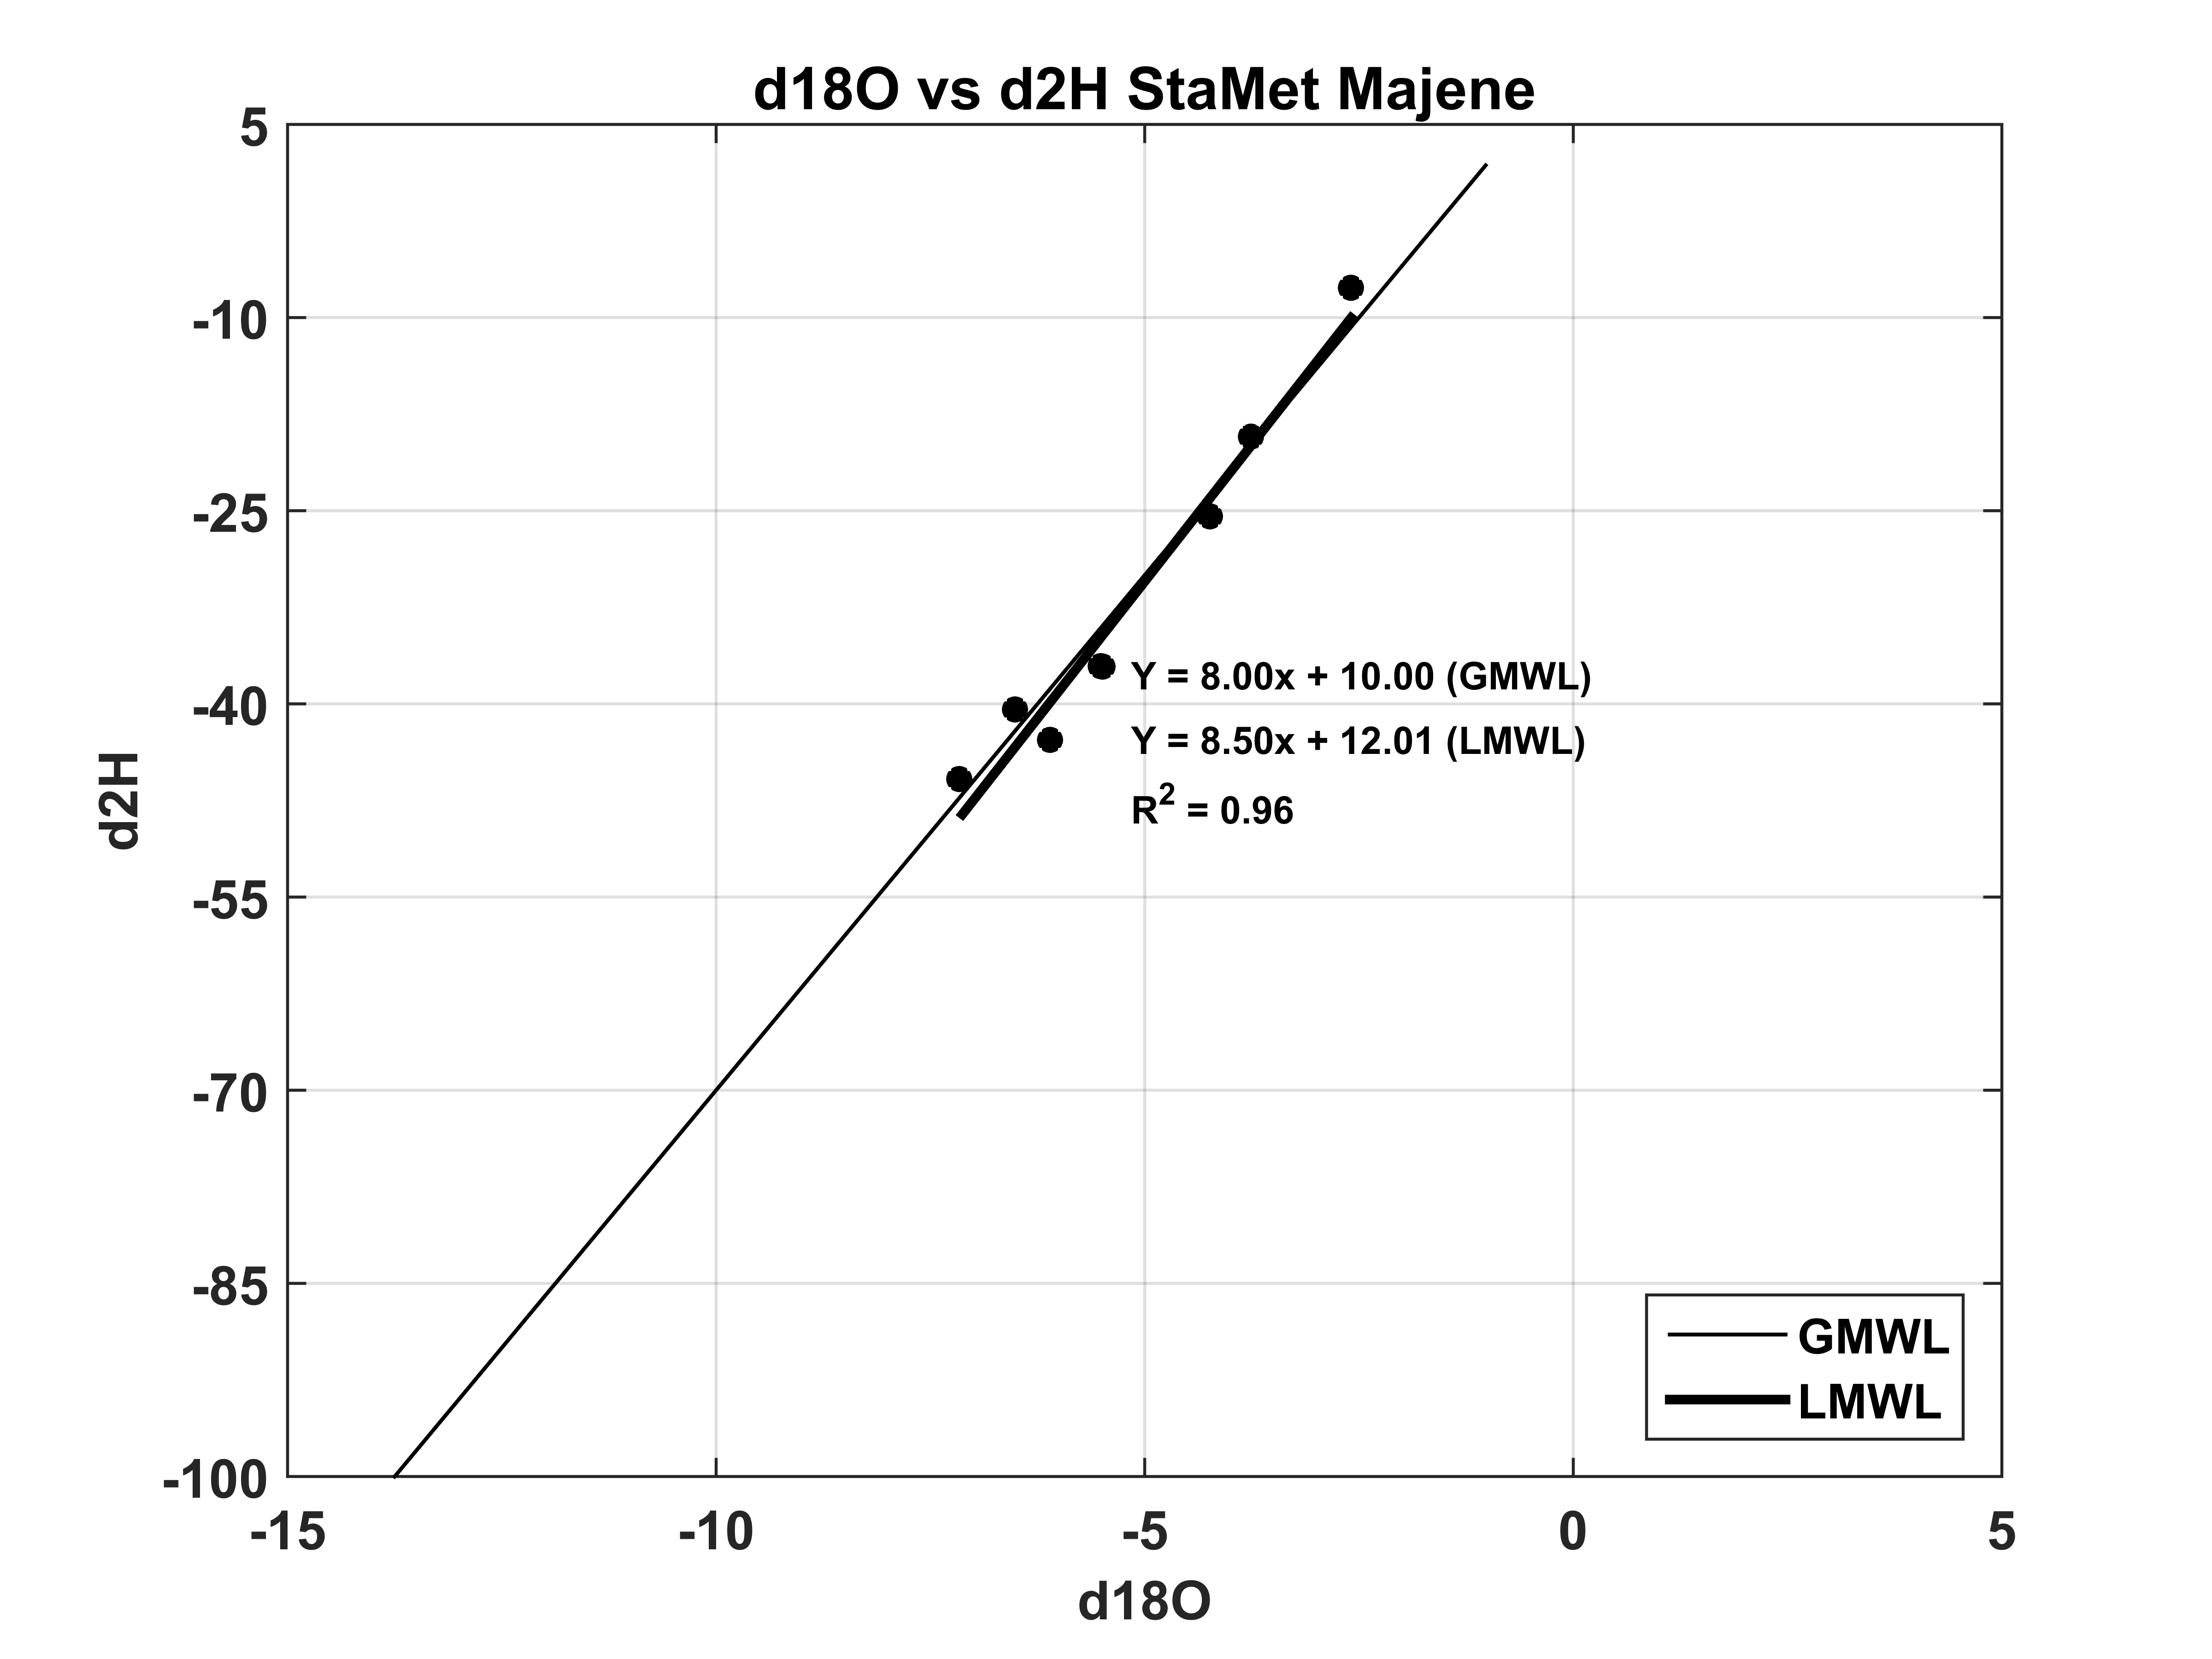 d18O vs d2H StaMet Majene
5
-10
-25
-40
-55
-70
-85
-100
d2H
Y = 8.00x + 10.00 (GMWL)
Y = 8.50x + 12.01 (LMWL)
R² = 0.96
GMWL
LMWL
-15 -10 -5 0 5
d18O